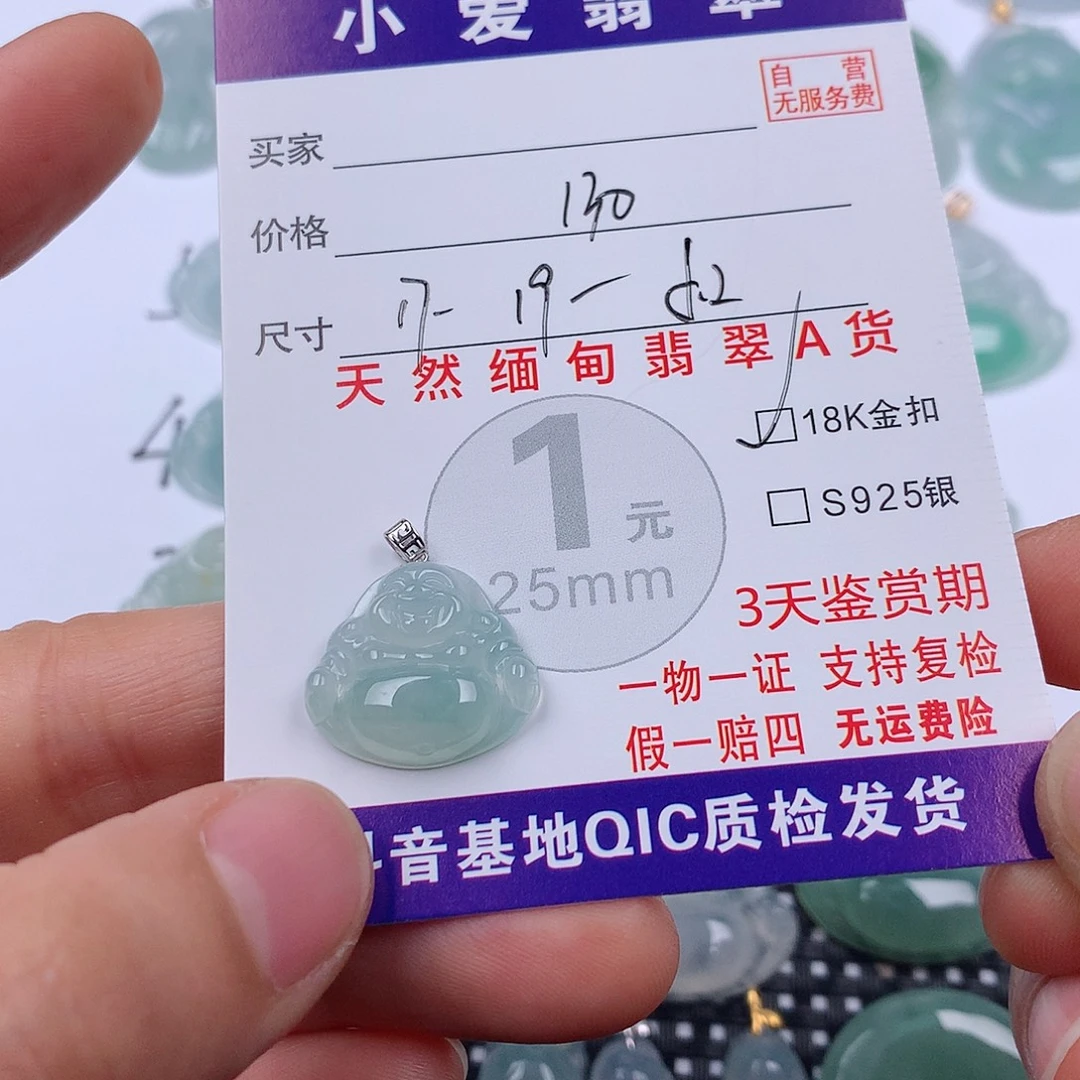 小爱翡翠
自营
无服务费
买家
价格 130
尺寸 17-19-
天然缅甸翡翠A货
18K金扣
1元
S925银
25mm
3天鉴赏期
一物一证 支持复检
假一赔四 无运费险
音基地QIC质检发货
4